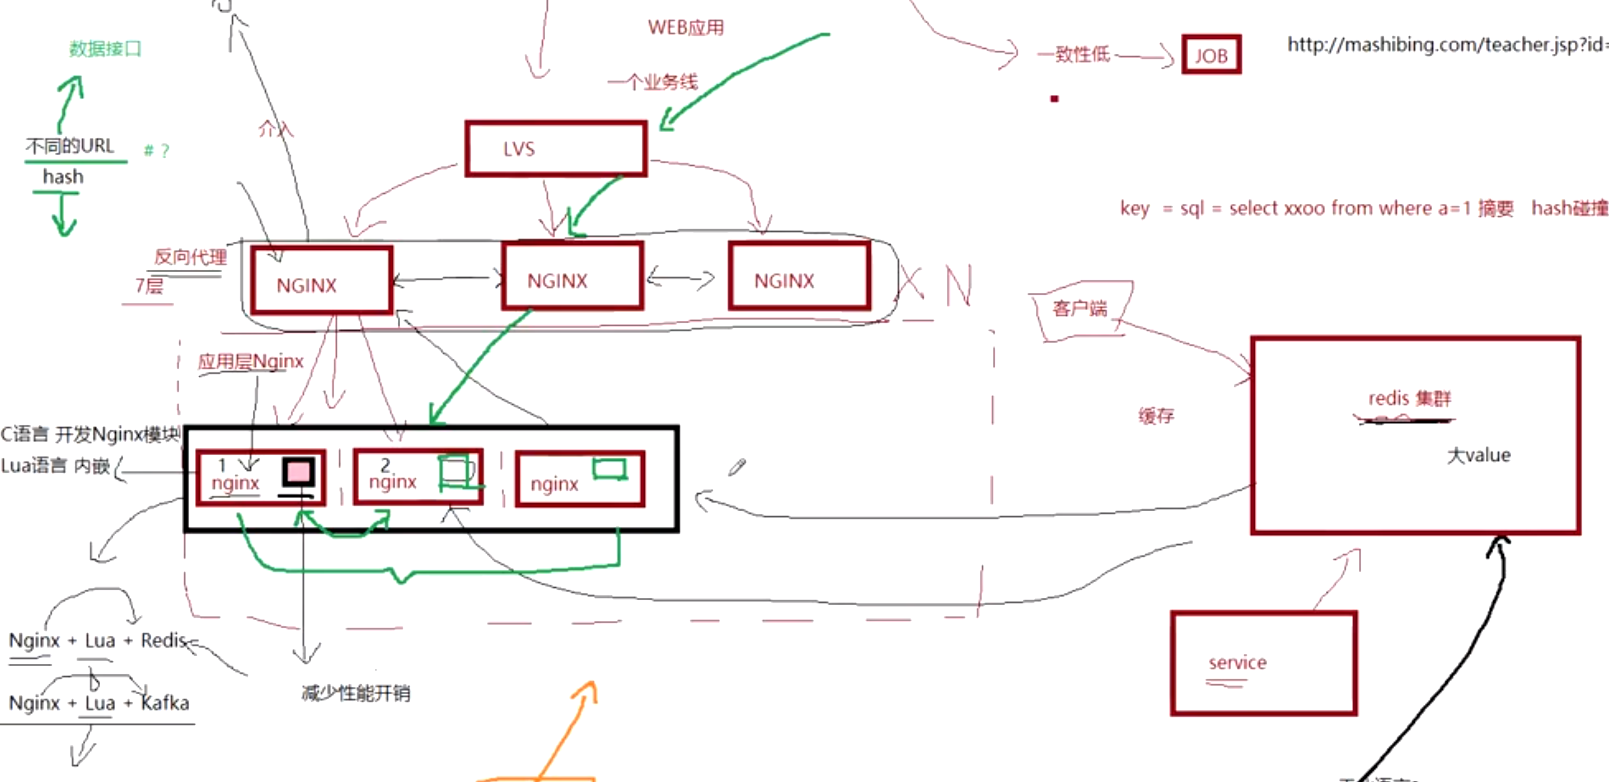 WEB应用
数据接口
http://mashibing.com/teacher.jsp?id=
一致性低
JOB
一个业务线
介入
不同的URL
# ?
LVS
hash
key = sql = select xxoo from where a=1 摘要 hash碰撞
反向代理
7层
NGINX
NGINX
NGINX
X N
客户端
应用层Nginx
redis 集群
缓存
C语言 开发Nginx模块
Lua语言 内嵌
大value
1
nginx
2
nginx
nginx
Nginx + Lua + Redis
service
减少性能开销
Nginx + Lua + Kafka